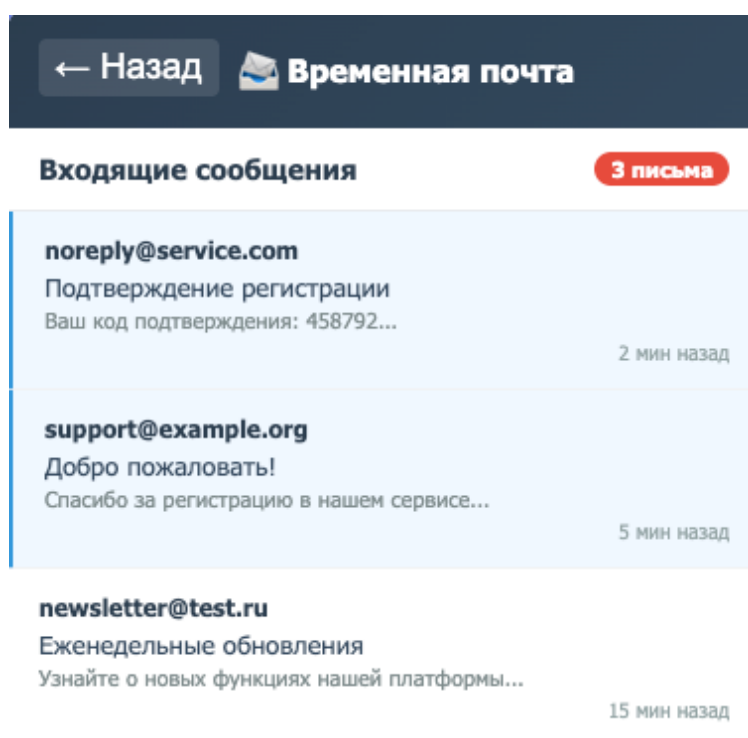 ← Назад 📨 Временная почта
Входящие сообщения 3 письма
noreply@service.com
Подтверждение регистрации
Ваш код подтверждения: 458792...
2 мин назад
support@example.org
Добро пожаловать!
Спасибо за регистрацию в нашем сервисе...
5 мин назад
newsletter@test.ru
Еженедельные обновления
Узнайте о новых функциях нашей платформы...
15 мин назад